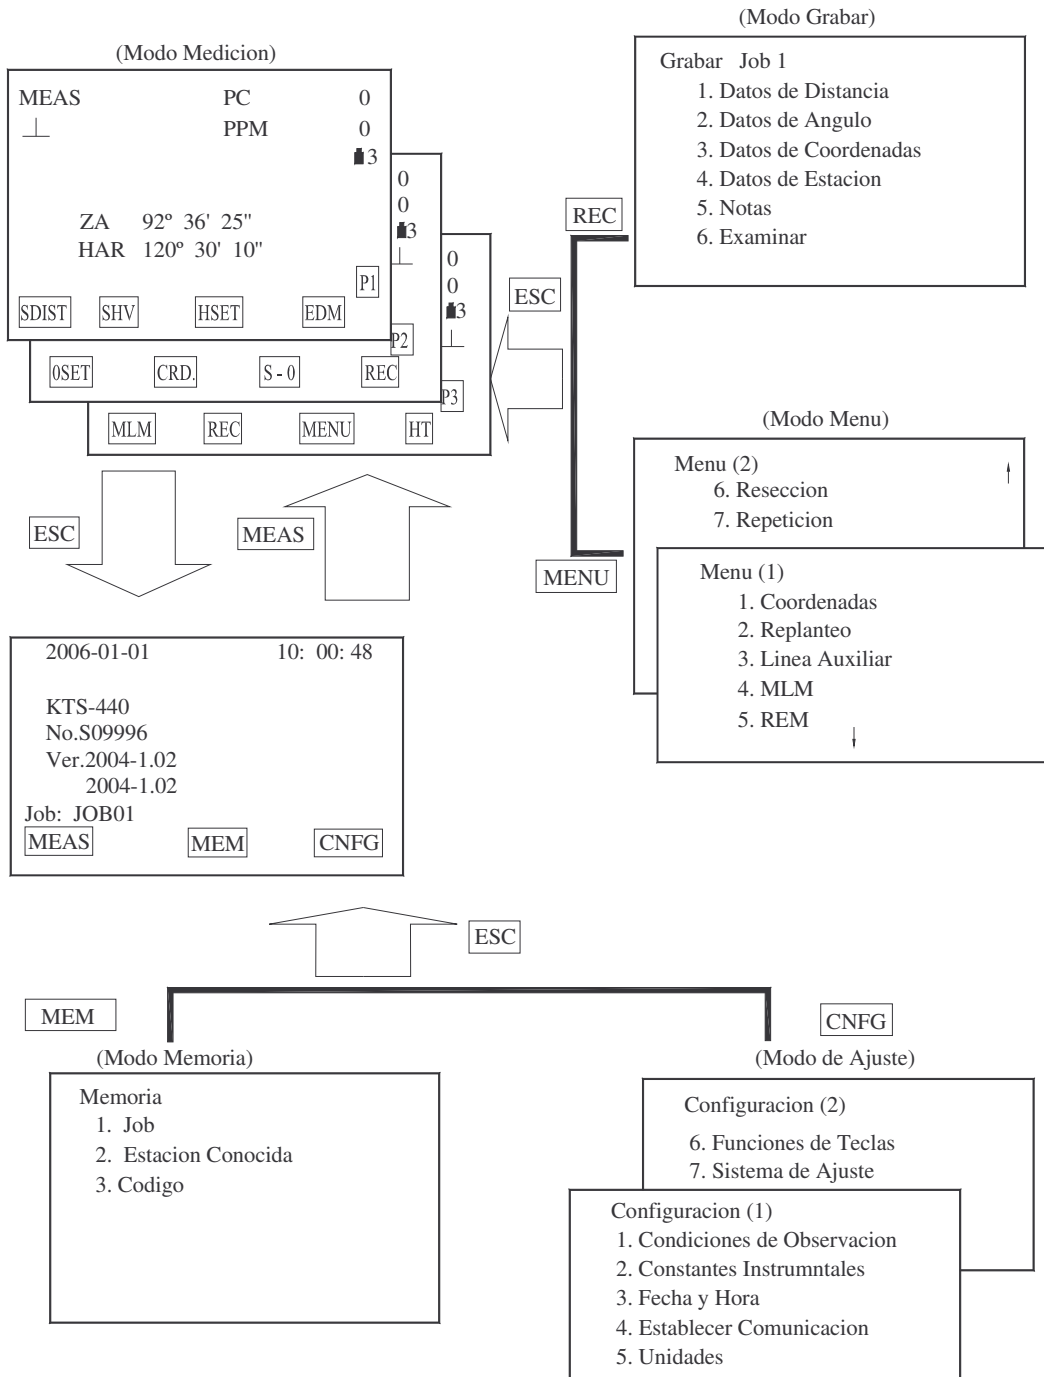 (Modo Grabar)
Grabar Job 1
1. Datos de Distancia
2. Datos de Angulo
3. Datos de Coordenadas
4. Datos de Estacion
5. Notas
6. Examinar
(Modo Medicion)
MEAS PC 0
PPM 0
3
ZA 92º 36' 25"
HAR 120º 30' 10"
P1
SDIST SHV HSET EDM
0
0
3
P2
0SET CRD. S - 0 REC
0
0
3
P3
MLM REC MENU HT
REC
ESC
MENU
(Modo Menu)
Menu (2)
6. Reseccion
7. Repeticion
Menu (1)
1. Coordenadas
2. Replanteo
3. Linea Auxiliar
4. MLM
5. REM
ESC
MEAS
2006-01-01 10: 00: 48
KTS-440
No.S09996
Ver.2004-1.02
2004-1.02
Job: JOB01
MEAS MEM CNFG
ESC
MEM
CNFG
(Modo Memoria)
Memoria
1. Job
2. Estacion Conocida
3. Codigo
(Modo de Ajuste)
Configuracion (2)
6. Funciones de Teclas
7. Sistema de Ajuste
Configuracion (1)
1. Condiciones de Observacion
2. Constantes Instrumntales
3. Fecha y Hora
4. Establecer Comunicacion
5. Unidades